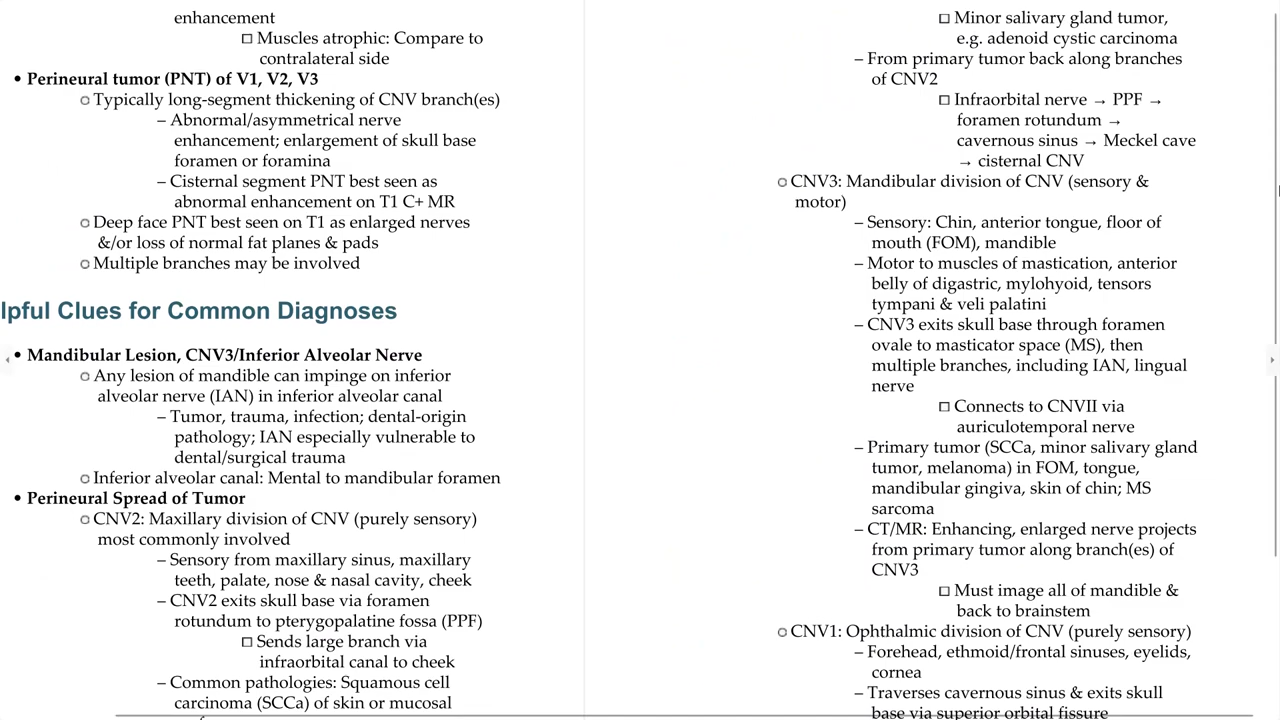 enhancement
□ Muscles atrophic: Compare to
contralateral side
• Perineural tumor (PNT) of V1, V2, V3
○ Typically long-segment thickening of CNV branch(es)
– Abnormal/asymmetrical nerve
enhancement; enlargement of skull base
foramen or foramina
– Cisternal segment PNT best seen as
abnormal enhancement on T1 C+ MR
○ Deep face PNT best seen on T1 as enlarged nerves
&/or loss of normal fat planes & pads
○ Multiple branches may be involved
lpful Clues for Common Diagnoses
• Mandibular Lesion, CNV3/Inferior Alveolar Nerve
○ Any lesion of mandible can impinge on inferior
alveolar nerve (IAN) in inferior alveolar canal
– Tumor, trauma, infection; dental-origin
pathology; IAN especially vulnerable to
dental/surgical trauma
○ Inferior alveolar canal: Mental to mandibular foramen
• Perineural Spread of Tumor
○ CNV2: Maxillary division of CNV (purely sensory)
most commonly involved
– Sensory from maxillary sinus, maxillary
teeth, palate, nose & nasal cavity, cheek
– CNV2 exits skull base via foramen
rotundum to pterygopalatine fossa (PPF)
□ Sends large branch via
infraorbital canal to cheek
– Common pathologies: Squamous cell
carcinoma (SCCa) of skin or mucosal
□ Minor salivary gland tumor,
e.g. adenoid cystic carcinoma
– From primary tumor back along branches
of CNV2
□ Infraorbital nerve → PPF →
foramen rotundum →
cavernous sinus → Meckel cave
→ cisternal CNV
○ CNV3: Mandibular division of CNV (sensory &
motor)
– Sensory: Chin, anterior tongue, floor of
mouth (FOM), mandible
– Motor to muscles of mastication, anterior
belly of digastric, mylohyoid, tensors
tympani & veli palatini
– CNV3 exits skull base through foramen
ovale to masticator space (MS), then
multiple branches, including IAN, lingual
nerve
□ Connects to CNVII via
auriculotemporal nerve
– Primary tumor (SCCa, minor salivary gland
tumor, melanoma) in FOM, tongue,
mandibular gingiva, skin of chin; MS
sarcoma
– CT/MR: Enhancing, enlarged nerve projects
from primary tumor along branch(es) of
CNV3
□ Must image all of mandible &
back to brainstem
○ CNV1: Ophthalmic division of CNV (purely sensory)
– Forehead, ethmoid/frontal sinuses, eyelids,
cornea
– Traverses cavernous sinus & exits skull
base via superior orbital fissure